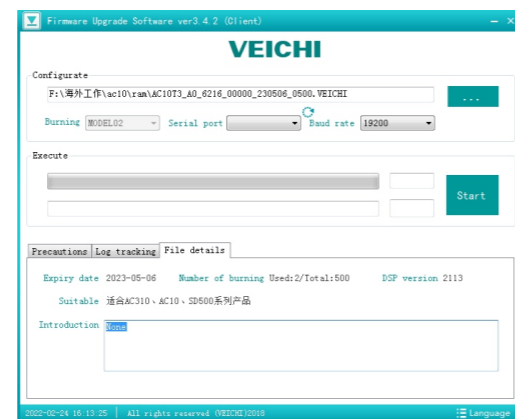 Firmware Upgrade Software ver3.4.2 (Client)
VEICHI
Configurate
F:\海外工作\ac10\ram\AC10T3_A0_6216_00000_230506_0500.VEICHI
...
Burning MODEL02 Serial port Baud rate 19200
Execute
Start
Precautions Log tracking File details
Expiry date 2023-05-06 Number of burning Used:2/Total:500 DSP version 2113
Suitable 适合AC310、AC10、SD500系列产品
Introduction None
2022-02-24 16:13:25 | All rights reserved (VEICHI)2018 Language